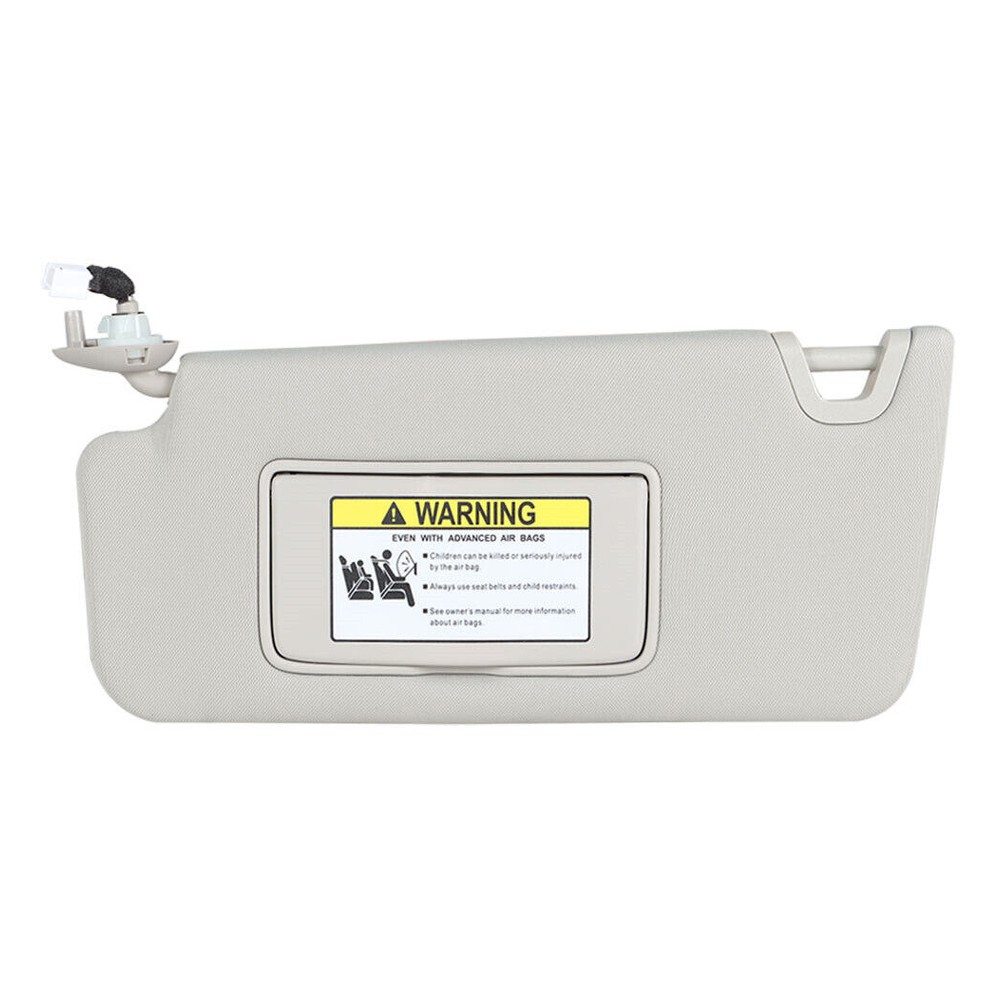 WARNING
EVEN WITH ADVANCED AIR BAGS
■ Children can be killed or seriously injured
by the air bag.
■ Always use seat belts and child restraints.
■ See owner's manual for more information
about air bags.